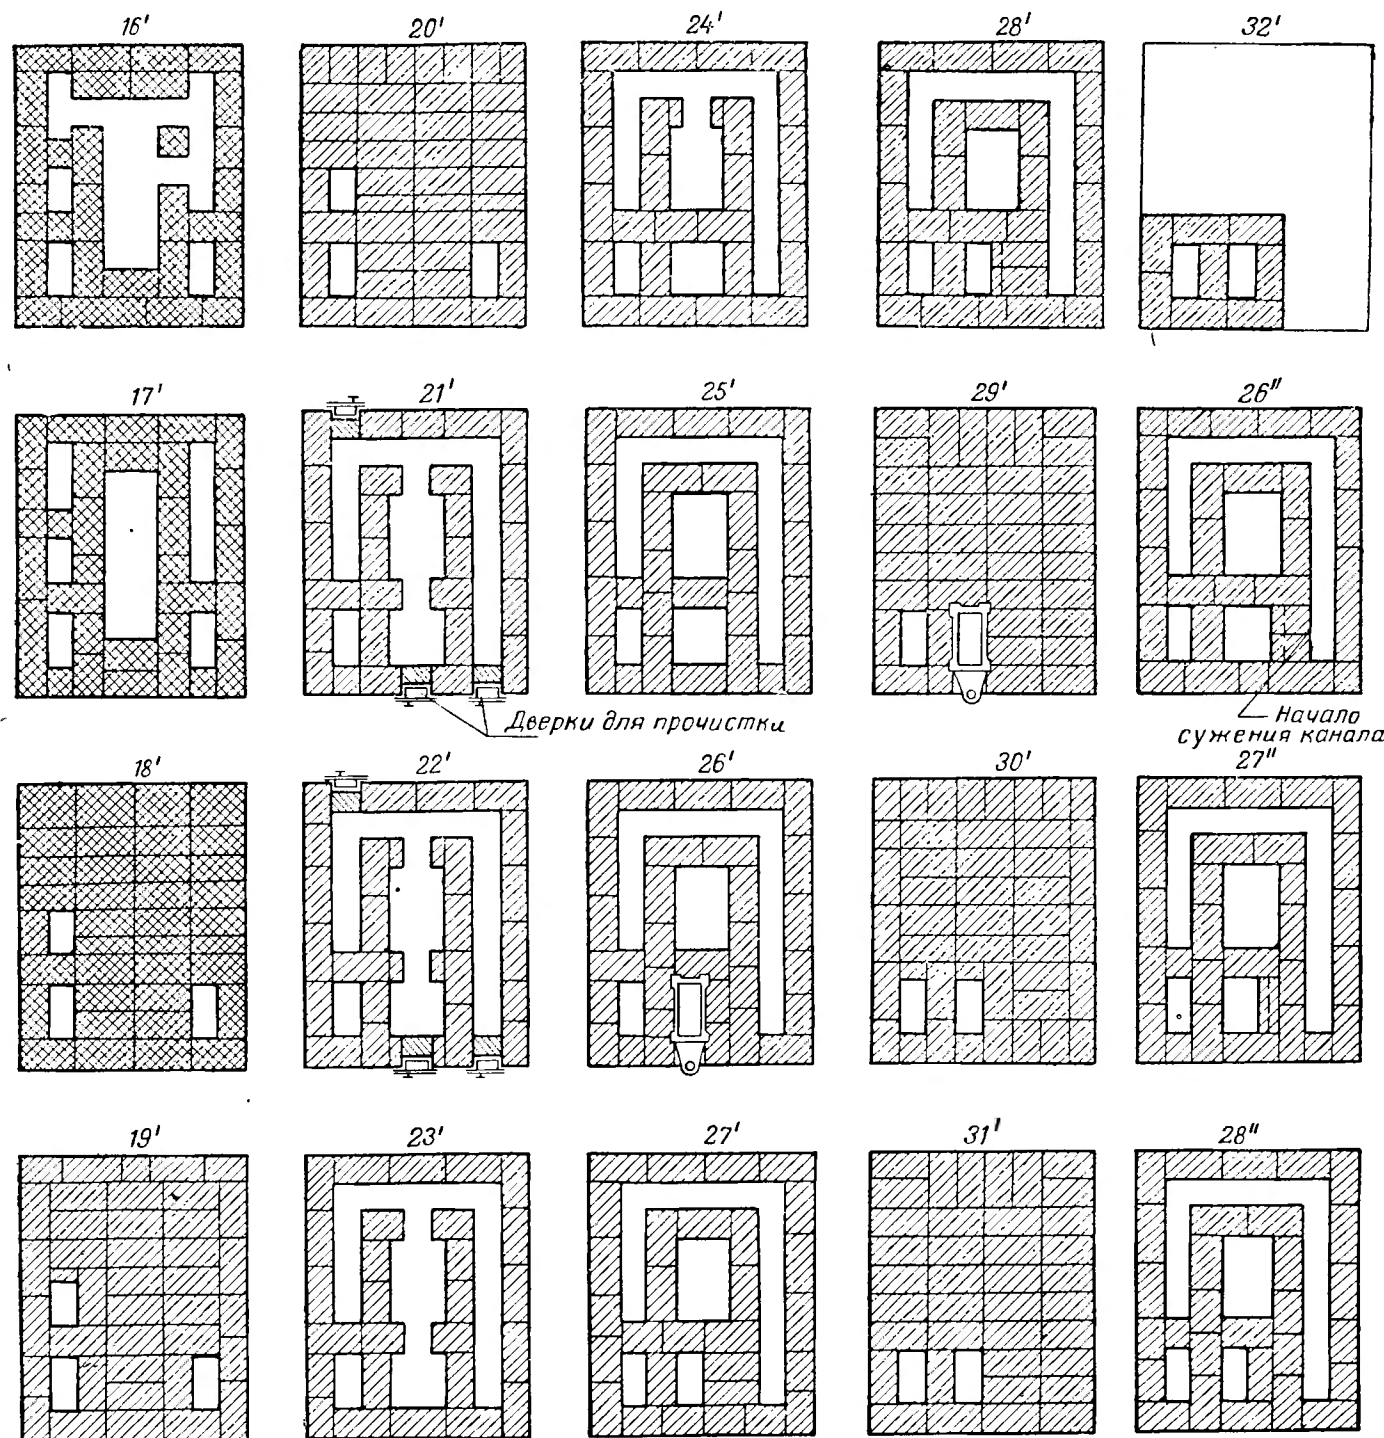 16' 20' 24' 28' 32'
17' 21' 25' 29' 26"
Дверки для прочистки
Начало
сужения канала
18' 22' 26' 30' 27"
19' 23' 27' 31' 28"